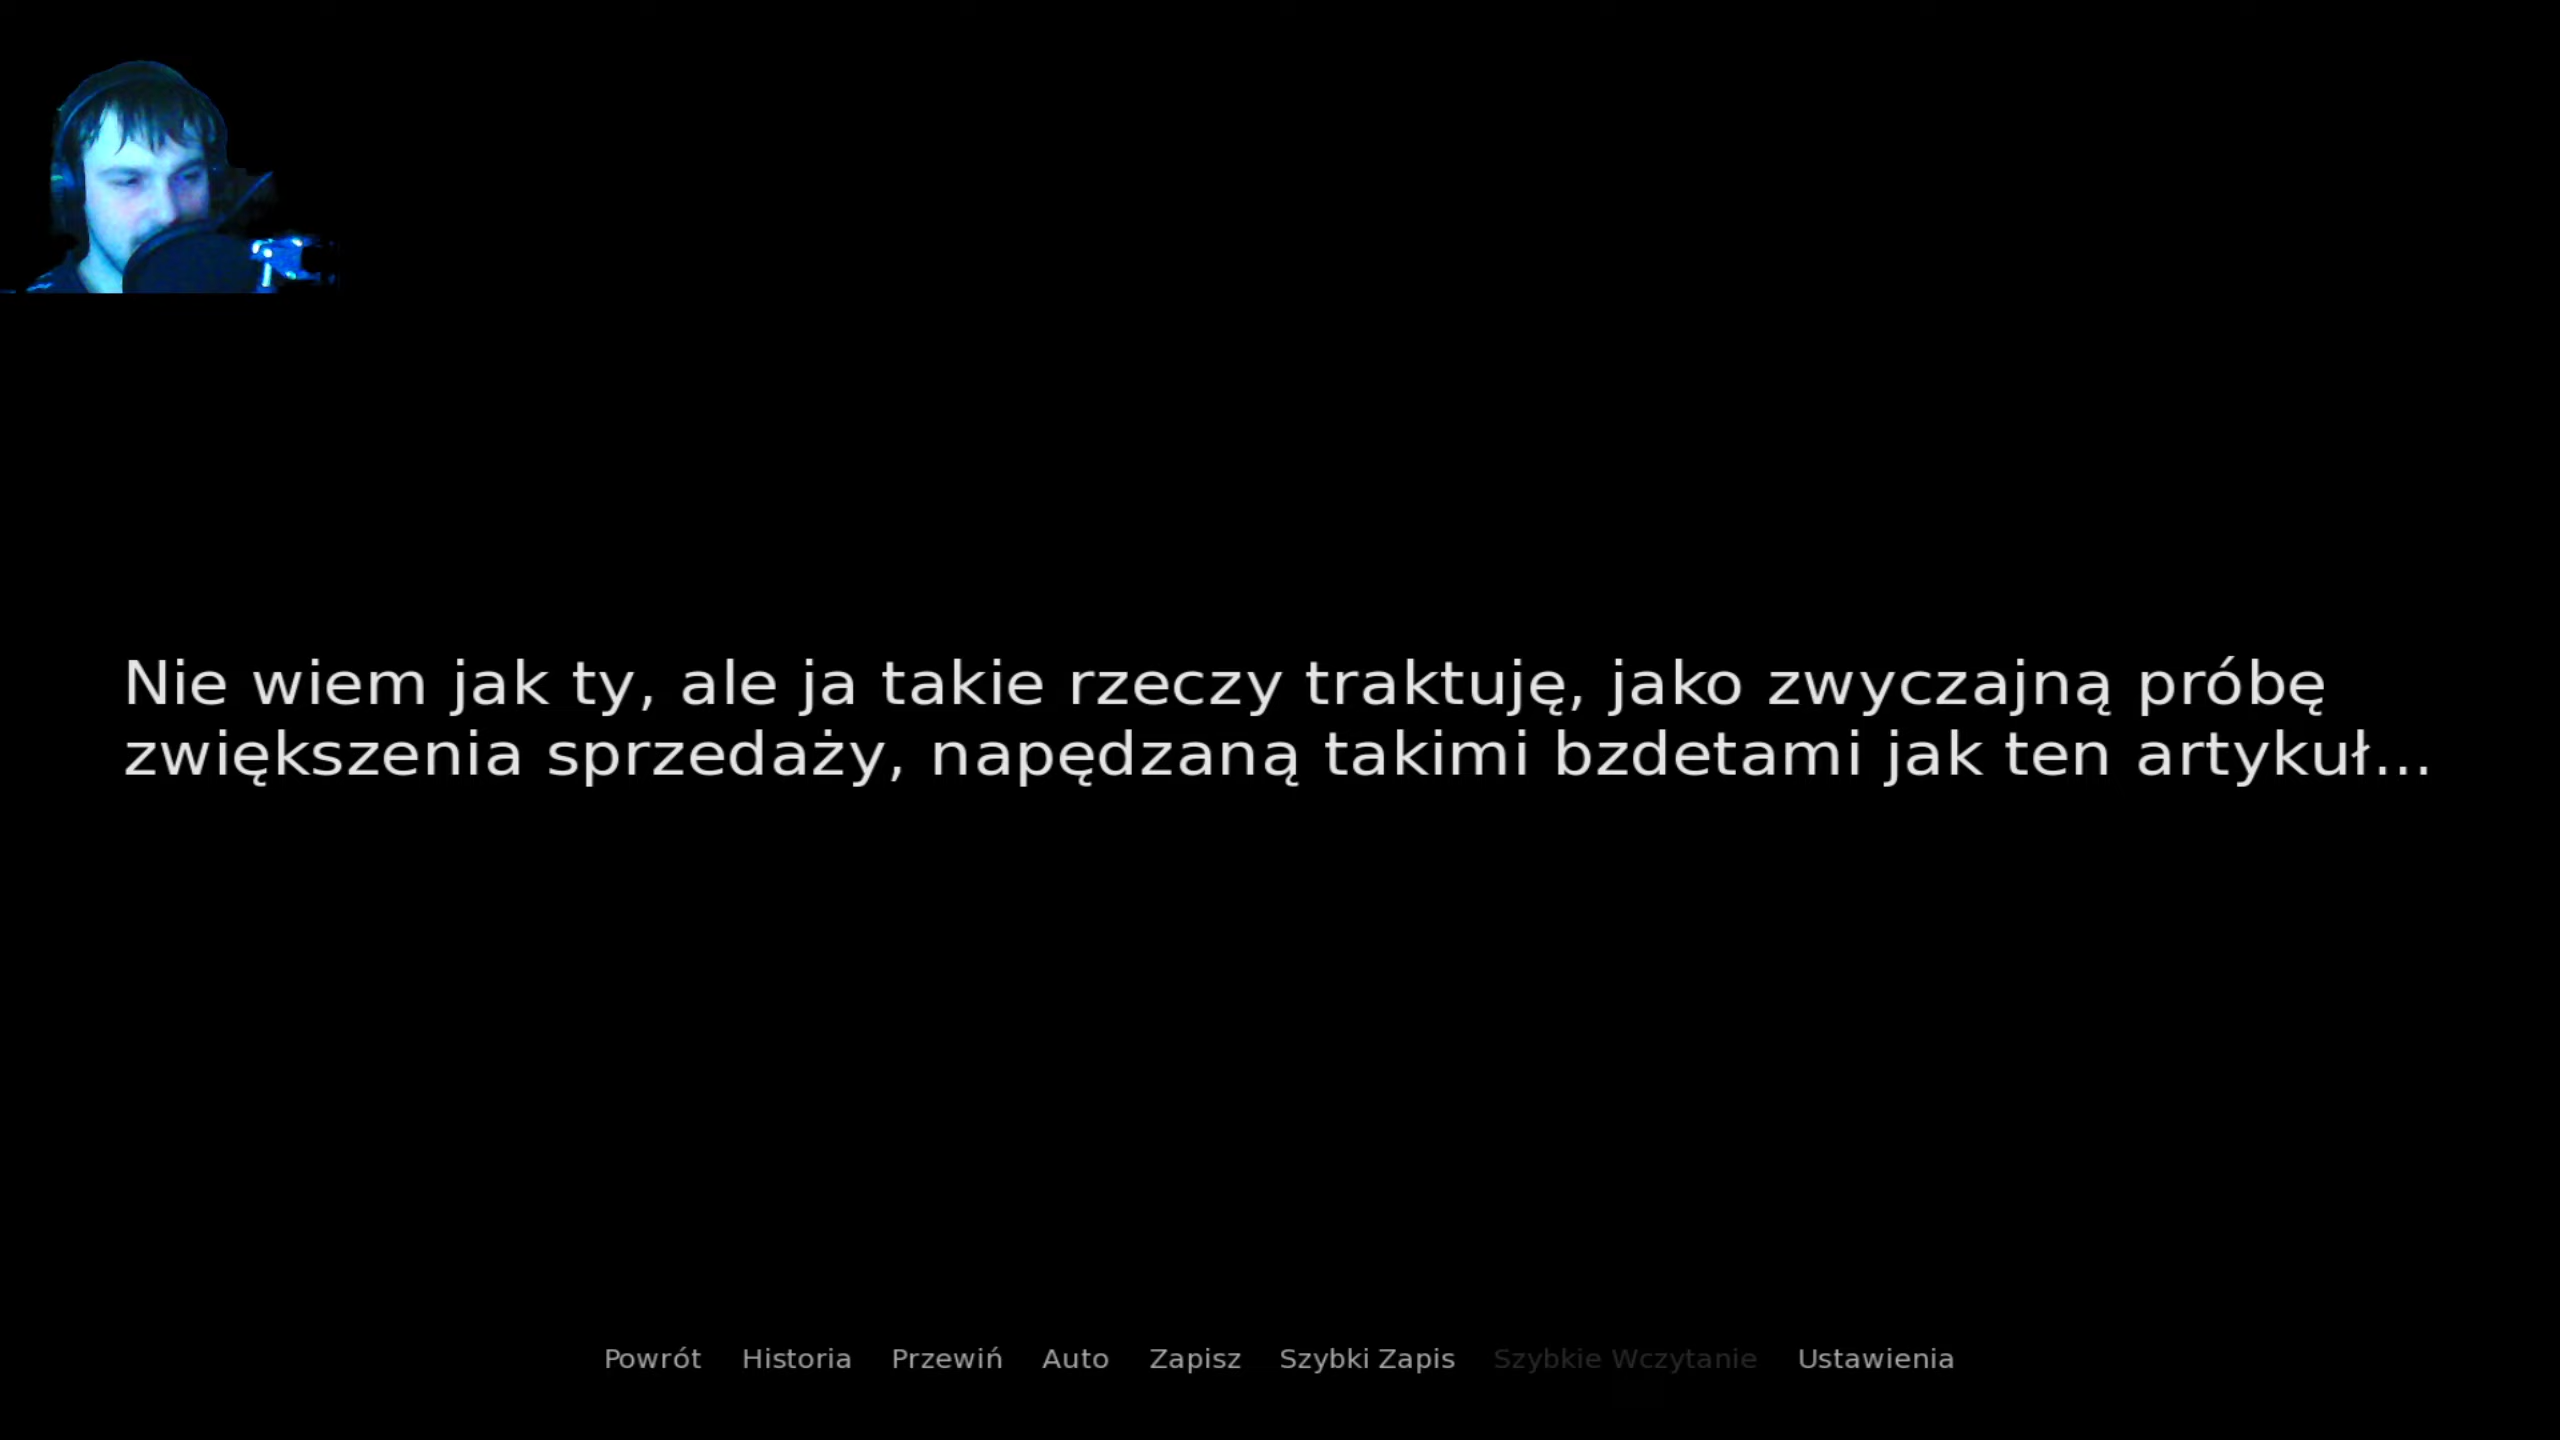 Nie wiem jak ty, ale ja takie rzeczy traktuję, jako zwyczajną próbę
zwiększenia sprzedaży, napędzaną takimi bzdetami jak ten artykuł...
Powrót Historia Przewiń Auto Zapisz Szybki Zapis Szybkie Wczytanie Ustawienia